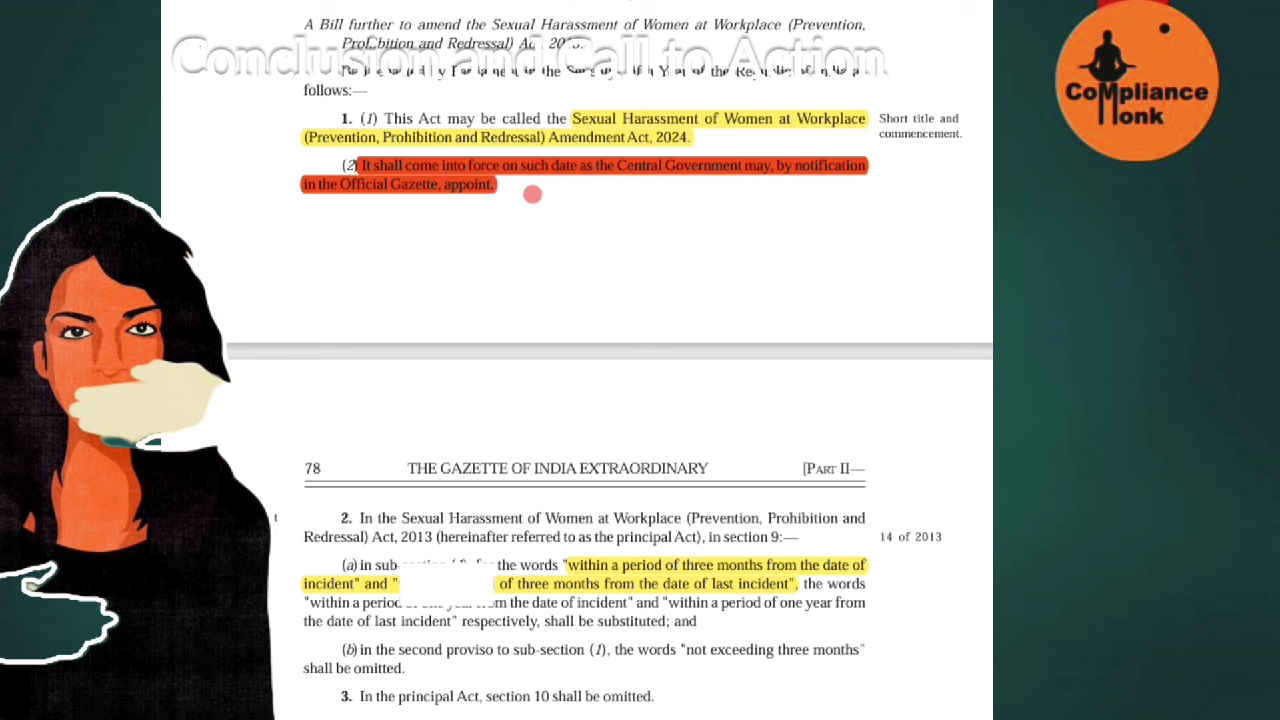 A Bill further to amend the Sexual Harassment of Women at Workplace (Prevention,
Prohibition and Redressal) Act, 2013.
Conclusion and Call to Action
follows:—
1. (1) This Act may be called the Sexual Harassment of Women at Workplace
(Prevention, Prohibition and Redressal) Amendment Act, 2024.
Short title and
commencement.
(2) It shall come into force on such date as the Central Government may, by notification
in the Official Gazette, appoint.
CoMpliance
Monk
78 THE GAZETTE OF INDIA EXTRAORDINARY [PART II—
2. In the Sexual Harassment of Women at Workplace (Prevention, Prohibition and
Redressal) Act, 2013 (hereinafter referred to as the principal Act), in section 9:—
14 of 2013
(a) in sub- the words "within a period of three months from the date of
incident" and " of three months from the date of last incident", the words
"within a period from the date of incident" and "within a period of one year from
the date of last incident" respectively, shall be substituted; and
(b) in the second proviso to sub-section (1), the words "not exceeding three months"
shall be omitted.
3. In the principal Act, section 10 shall be omitted.